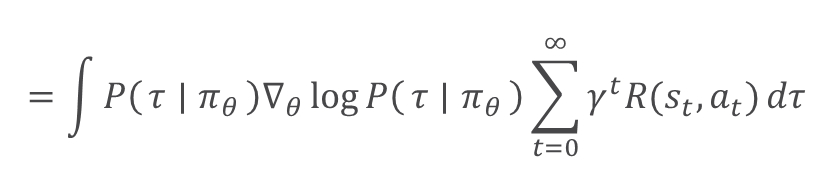 = ∫ P(τ | π_θ)∇_θ log P(τ | π_θ) ∑_{t=0}^{∞} γ^t R(s_t, a_t) dτ